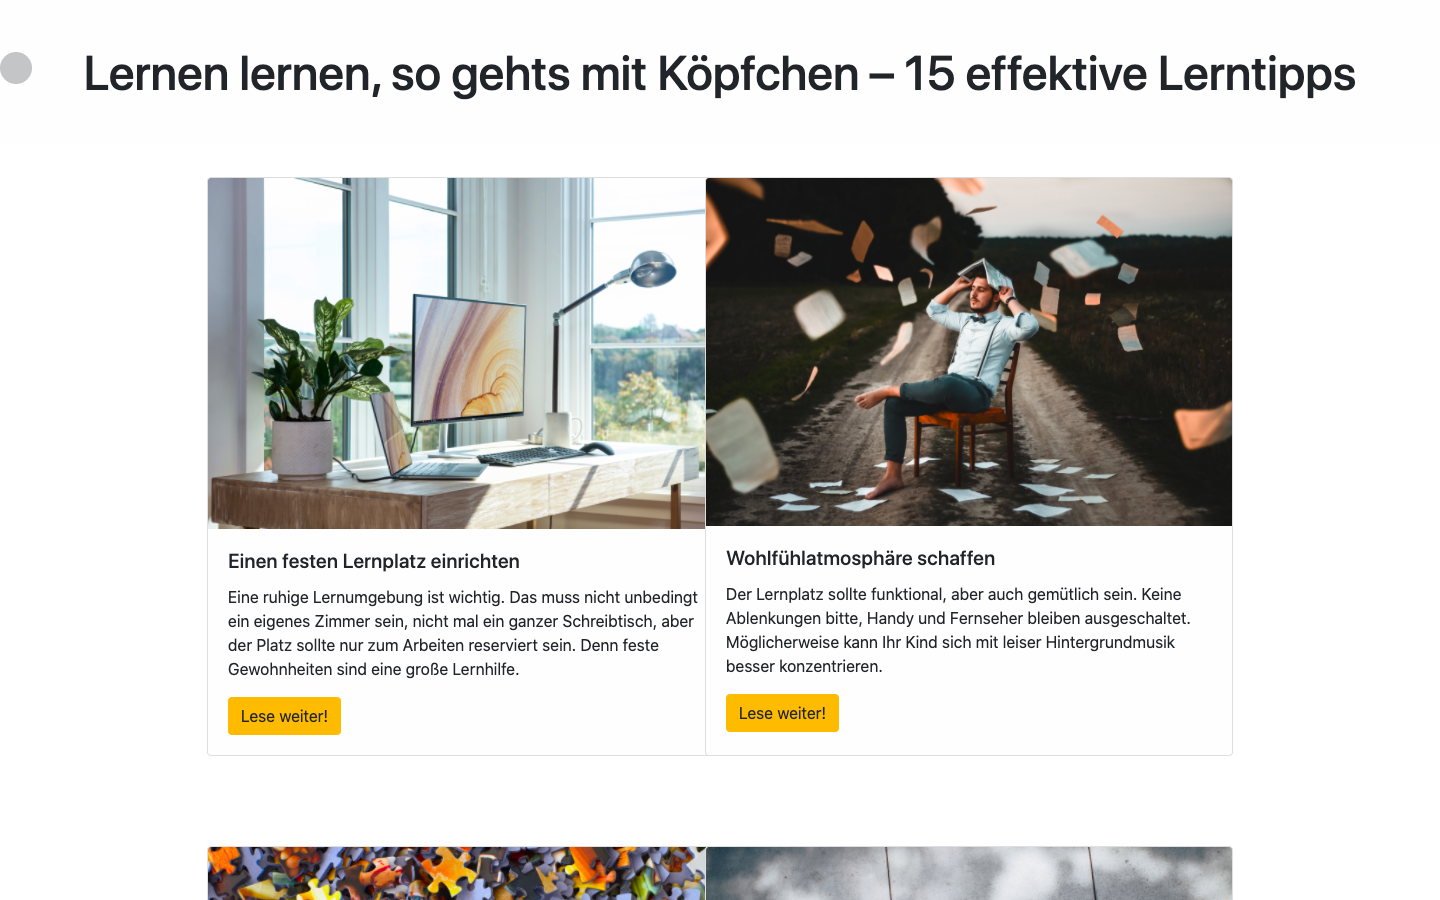 Lernen lernen, so gehts mit Köpfchen – 15 effektive Lerntipps
Einen festen Lernplatz einrichten
Eine ruhige Lernumgebung ist wichtig. Das muss nicht unbedingt
ein eigenes Zimmer sein, nicht mal ein ganzer Schreibtisch, aber
der Platz sollte nur zum Arbeiten reserviert sein. Denn feste
Gewohnheiten sind eine große Lernhilfe.
Lese weiter!
Wohlfühlatmosphäre schaffen
Der Lernplatz sollte funktional, aber auch gemütlich sein. Keine
Ablenkungen bitte, Handy und Fernseher bleiben ausgeschaltet.
Möglicherweise kann Ihr Kind sich mit leiser Hintergrundmusik
besser konzentrieren.
Lese weiter!